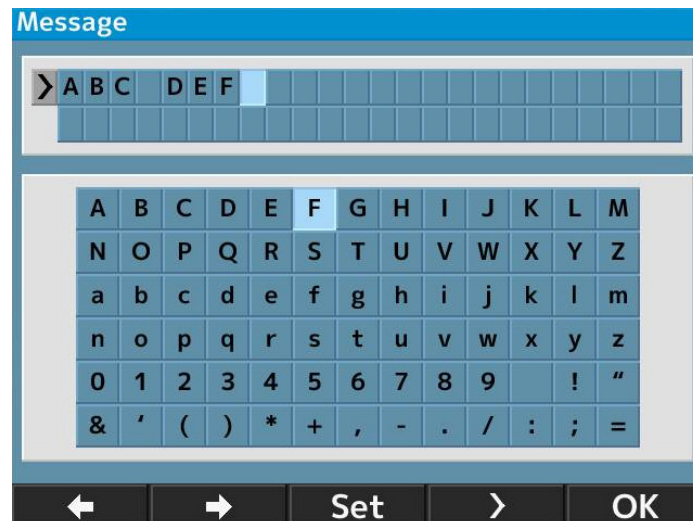 Message
> ABC DEF
A B C D E F G H I J K L M
N O P Q R S T U V W X Y Z
a b c d e f g h i j k l m
n o p q r s t u v w x y z
0 1 2 3 4 5 6 7 8 9 ! "
& ' ( ) * + , - . / : ; =
← → Set > OK